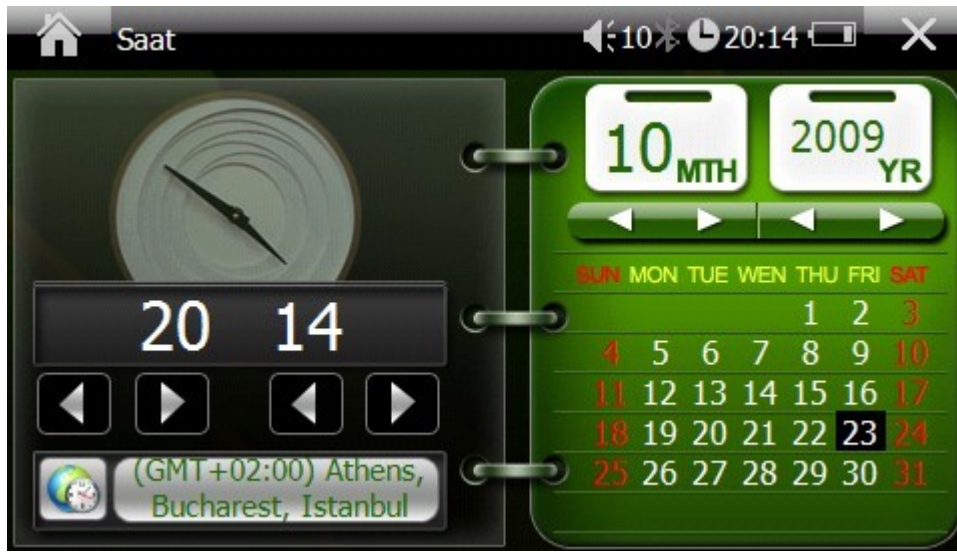 Saat
10 20:14
20 14
(GMT+02:00) Athens,
Bucharest, Istanbul
10 MTH 2009 YR
SUN MON TUE WEN THU FRI SAT
1 2 3
4 5 6 7 8 9 10
11 12 13 14 15 16 17
18 19 20 21 22 23 24
25 26 27 28 29 30 31